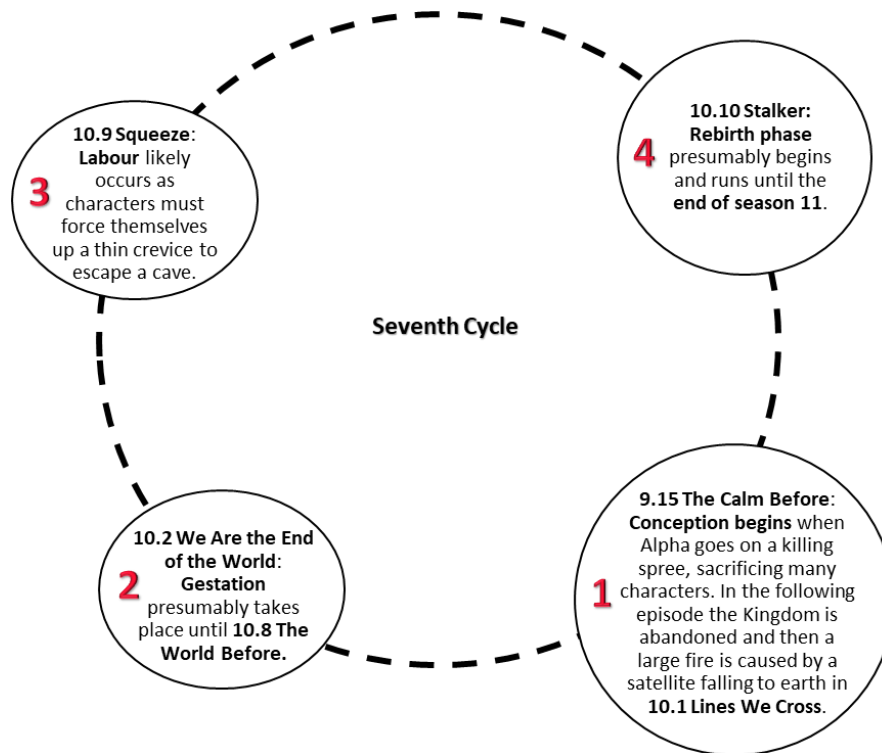 Seventh Cycle
1
9.15 The Calm Before:
Conception begins when
Alpha goes on a killing
spree, sacrificing many
characters. In the following
episode the Kingdom is
abandoned and then a
large fire is caused by a
satellite falling to earth in
10.1 Lines We Cross.
2
10.2 We Are the End
of the World:
Gestation
presumably takes
place until 10.8 The
World Before.
3
10.9 Squeeze:
Labour likely
occurs as
characters must
force themselves
up a thin crevice to
escape a cave.
4
10.10 Stalker:
Rebirth phase
presumably begins
and runs until the
end of season 11.